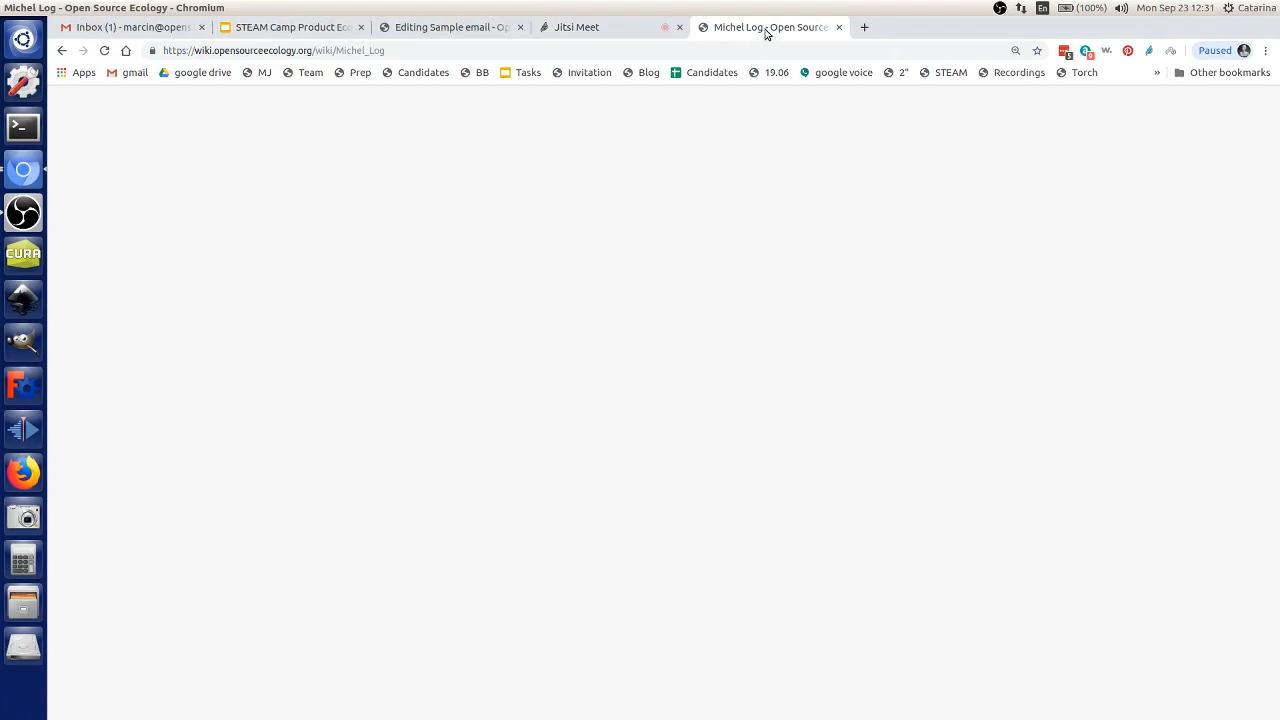 Michel Log - Open Source Ecology - Chromium
En
(100%)
Mon Sep 23 12:31
Catarina
Inbox (1) - marcin@opens
STEAM Camp Product Eco
Editing Sample email - Op
Jitsi Meet
Michel Log - Open Source
https://wiki.opensourceecology.org/wiki/Michel_Log
5
9
w.
Paused
Apps
gmail
google drive
MJ
Team
Prep
Candidates
BB
Tasks
Invitation
Blog
Candidates
19.06
google voice
2"
STEAM
Recordings
Torch
»
Other bookmarks
CURA